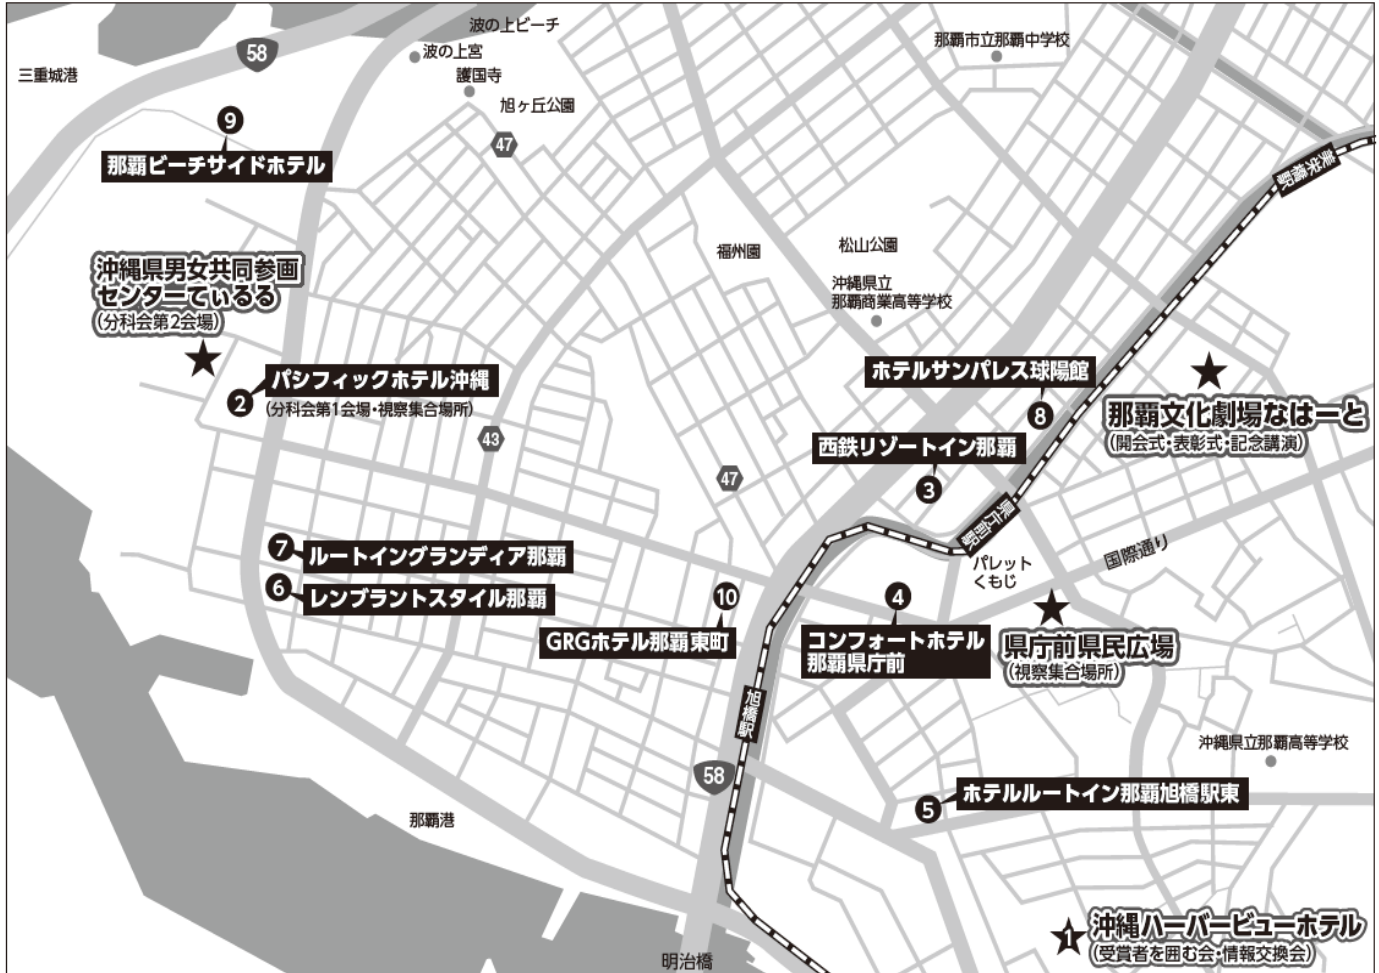 波の上ビーチ
58
波の上宮
那覇市立那覇中学校
三重城港
護国寺
旭ヶ丘公園
9
47
那覇ビーチサイドホテル
美栄橋駅
福州園
松山公園
沖縄県男女共同参画
センターてぃるる
(分科会第2会場)
沖縄県立
那覇商業高等学校
ホテルサンパレス球陽館
パシフィックホテル沖縄
2
(分科会第1会場・視察集合場所)
8
那覇文化劇場なはーと
(開会式・表彰式・記念講演)
43
西鉄リゾートイン那覇
47
3
県庁前駅
国際通り
7
ルートイングランディア那覇
パレット
くもじ
6
レンブラントスタイル那覇
10
4
GRGホテル那覇東町
コンフォートホテル
那覇県庁前
県庁前県民広場
(視察集合場所)
旭橋駅
沖縄県立那覇高等学校
58
ホテルルートイン那覇旭橋駅東
5
那覇港
1
沖縄ハーバービューホテル
(受賞者を囲む会・情報交換会)
明治橋